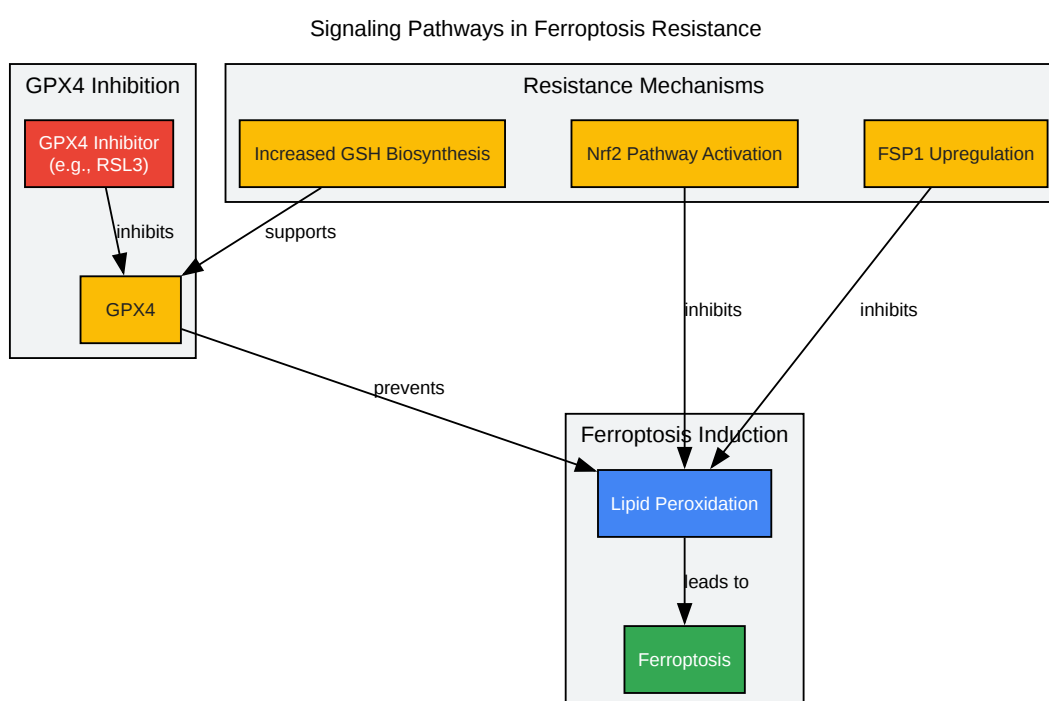 Signaling Pathways in Ferroptosis Resistance
GPX4 Inhibition
Resistance Mechanisms
GPX4 Inhibitor
(e.g., RSL3)
Increased GSH Biosynthesis
Nrf2 Pathway Activation
FSP1 Upregulation
inhibits
supports
GPX4
inhibits
inhibits
prevents
Ferroptosis Induction
Lipid Peroxidation
leads to
Ferroptosis